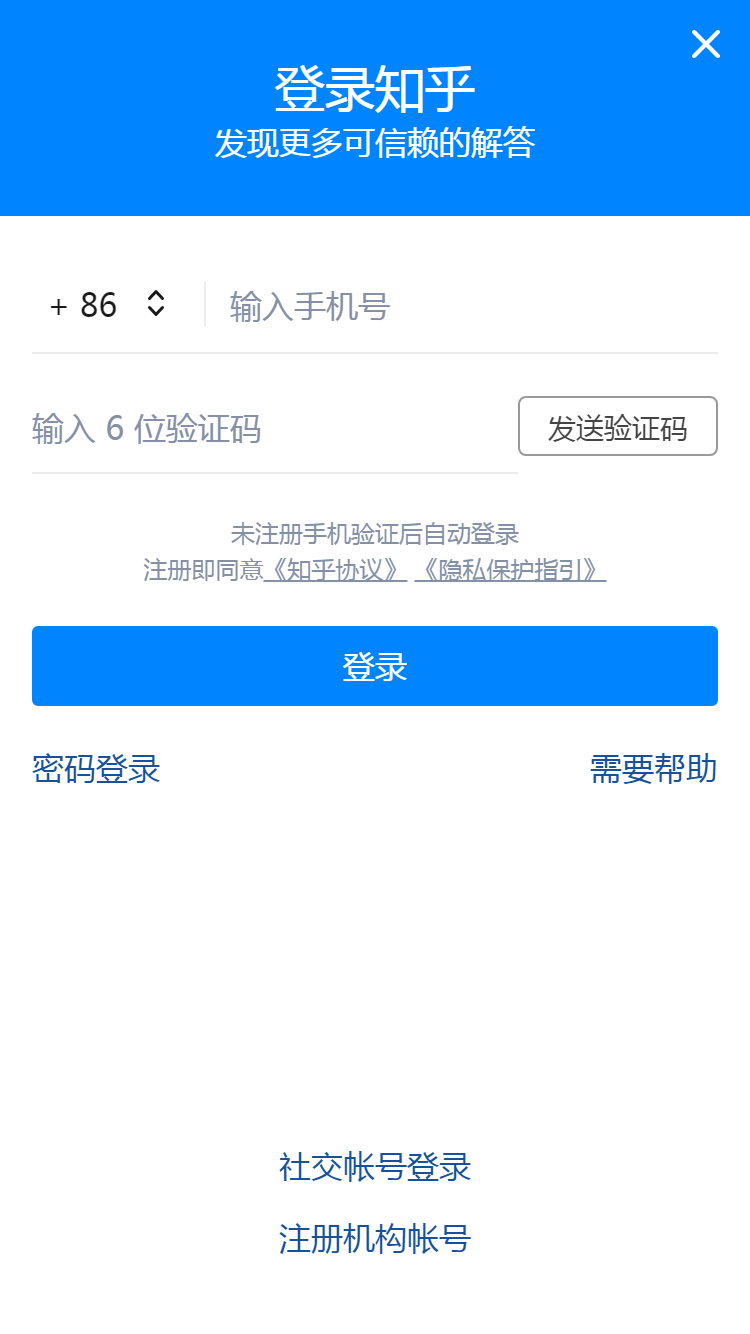 登录知乎
发现更多可信赖的解答
+ 86 输入手机号
输入 6 位验证码 发送验证码
未注册手机验证后自动登录
注册即同意《知乎协议》 《隐私保护指引》
登录
密码登录 需要帮助
社交帐号登录
注册机构帐号